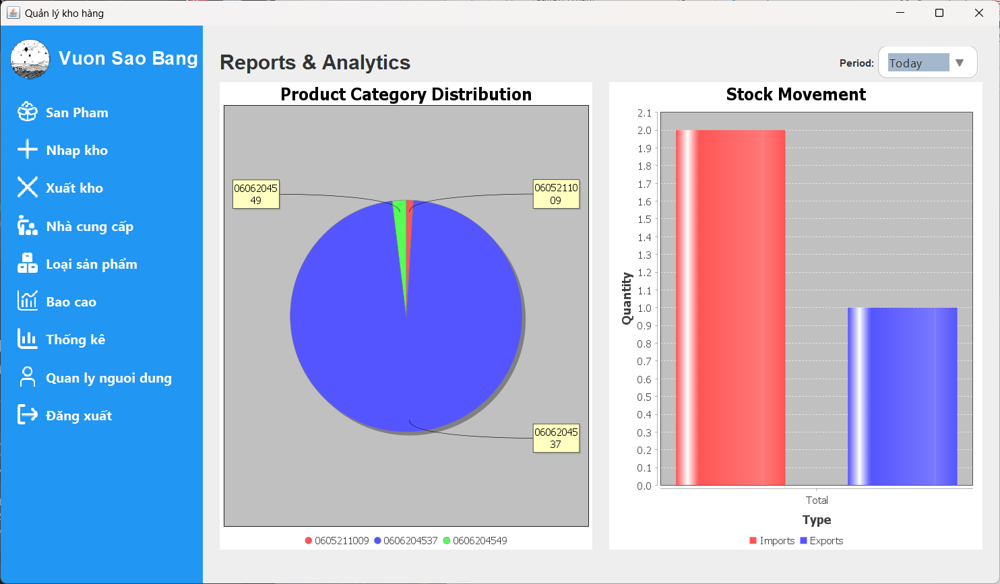 Quản lý kho hàng
Vuon Sao Bang
San Pham
Nhap kho
Xuất kho
Nhà cung cấp
Loại sản phẩm
Bao cao
Thống kê
Quan ly nguoi dung
Đăng xuất
Reports & Analytics
Period: Today
Product Category Distribution
06062045
49
06052110
09
06062045
37
0605211009 0606204537 0606204549
Stock Movement
Quantity
2.1
2.0
1.9
1.8
1.7
1.6
1.5
1.4
1.3
1.2
1.1
1.0
0.9
0.8
0.7
0.6
0.5
0.4
0.3
0.2
0.1
0.0
Total
Type
Imports Exports